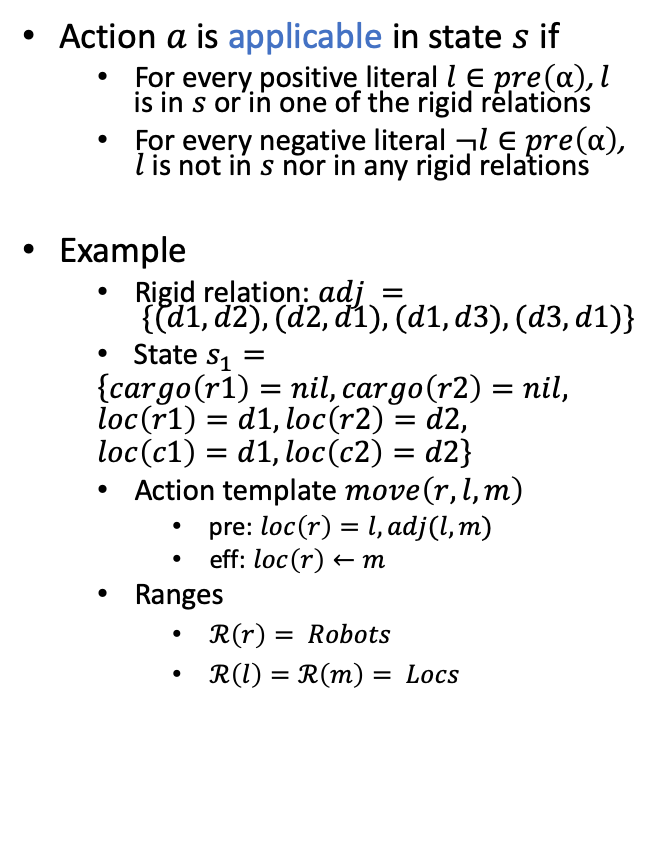 • Action 𝑎 is applicable in state 𝑠 if
• For every positive literal 𝑙 ∈ 𝑝𝑟𝑒(α), 𝑙
is in 𝑠 or in one of the rigid relations
• For every negative literal ¬𝑙 ∈ 𝑝𝑟𝑒(α),
𝑙 is not in 𝑠 nor in any rigid relations
• Example
• Rigid relation: 𝑎𝑑𝑗 =
{(𝑑1, 𝑑2), (𝑑2, 𝑑1), (𝑑1, 𝑑3), (𝑑3, 𝑑1)}
• State 𝑠₁ =
{𝑐𝑎𝑟𝑔𝑜(𝑟1) = 𝑛𝑖𝑙, 𝑐𝑎𝑟𝑔𝑜(𝑟2) = 𝑛𝑖𝑙,
𝑙𝑜𝑐(𝑟1) = 𝑑1, 𝑙𝑜𝑐(𝑟2) = 𝑑2,
𝑙𝑜𝑐(𝑐1) = 𝑑1, 𝑙𝑜𝑐(𝑐2) = 𝑑2}
• Action template 𝑚𝑜𝑣𝑒(𝑟, 𝑙, 𝑚)
• pre: 𝑙𝑜𝑐(𝑟) = 𝑙, 𝑎𝑑𝑗(𝑙, 𝑚)
• eff: 𝑙𝑜𝑐(𝑟) ← 𝑚
• Ranges
• ℛ(𝑟) = 𝑅𝑜𝑏𝑜𝑡𝑠
• ℛ(𝑙) = ℛ(𝑚) = 𝐿𝑜𝑐𝑠